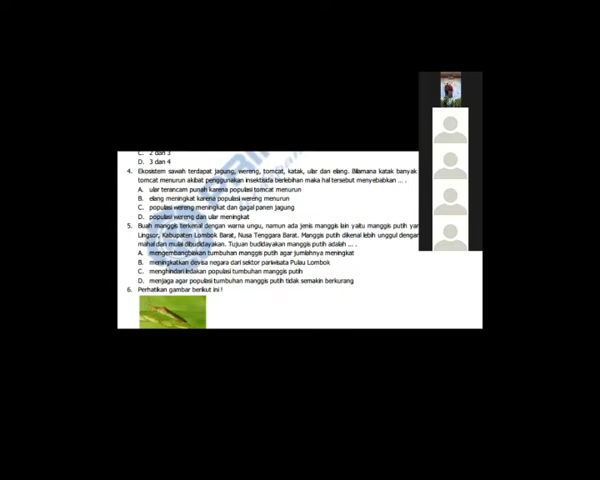 C. 2 dan 3
D. 3 dan 4
4. Ekosistem sawah terdapat jagung, wereng, tomcat, katak, ular dan elang. Bilamana katak banyak
tomcat menurun akibat penggunakan insektisida berlebihan maka hal tersebut menyebabkan ... .
A. ular terancam punah karena populasi tomcat menurun
B. elang meningkat karena populasi wereng menurun
C. populasi wereng meningkat dan gagal panen jagung
D. populasi wereng dan ular meningkat
5. Buah manggis terkenal dengan warna ungu, namun ada jenis manggis lain yaitu manggis putih yan
Lingsor, Kabupaten Lombok Barat, Nusa Tenggara Barat. Manggis putih dikenal lebih unggul dengan
mahal dan mulai dibudidayakan. Tujuan budidayakan manggis putih adalah ... .
A. mengembangbiakan tumbuhan manggis putih agar jumlahnya meningkat
B. meningkatkan devisa negara dari sektor pariwisata Pulau Lombok
C. menghindari ledakan populasi tumbuhan manggis putih
D. menjaga agar populasi tumbuhan manggis putih tidak semakin berkurang
6. Perhatikan gambar berikut ini !